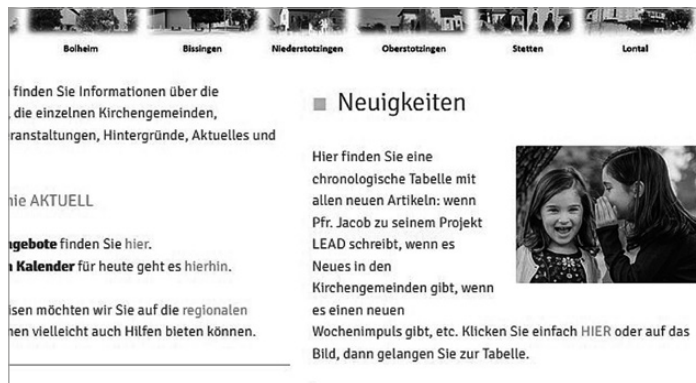 Bolheim Bissingen Niederstotzingen Oberstotzingen Stetten Lontal
finden Sie Informationen über die
die einzelnen Kirchengemeinden,
ranstaltungen, Hintergründe, Aktuelles und
nie AKTUELL
ngebote finden Sie hier.
n Kalender für heute geht es hierhin.
isen möchten wir Sie auf die regionalen
nen vielleicht auch Hilfen bieten können.
Neuigkeiten
Hier finden Sie eine
chronologische Tabelle mit
allen neuen Artikeln: wenn
Pfr. Jacob zu seinem Projekt
LEAD schreibt, wenn es
Neues in den
Kirchengemeinden gibt, wenn
es einen neuen
Wochenimpuls gibt, etc. Klicken Sie einfach HIER oder auf das
Bild, dann gelangen Sie zur Tabelle.